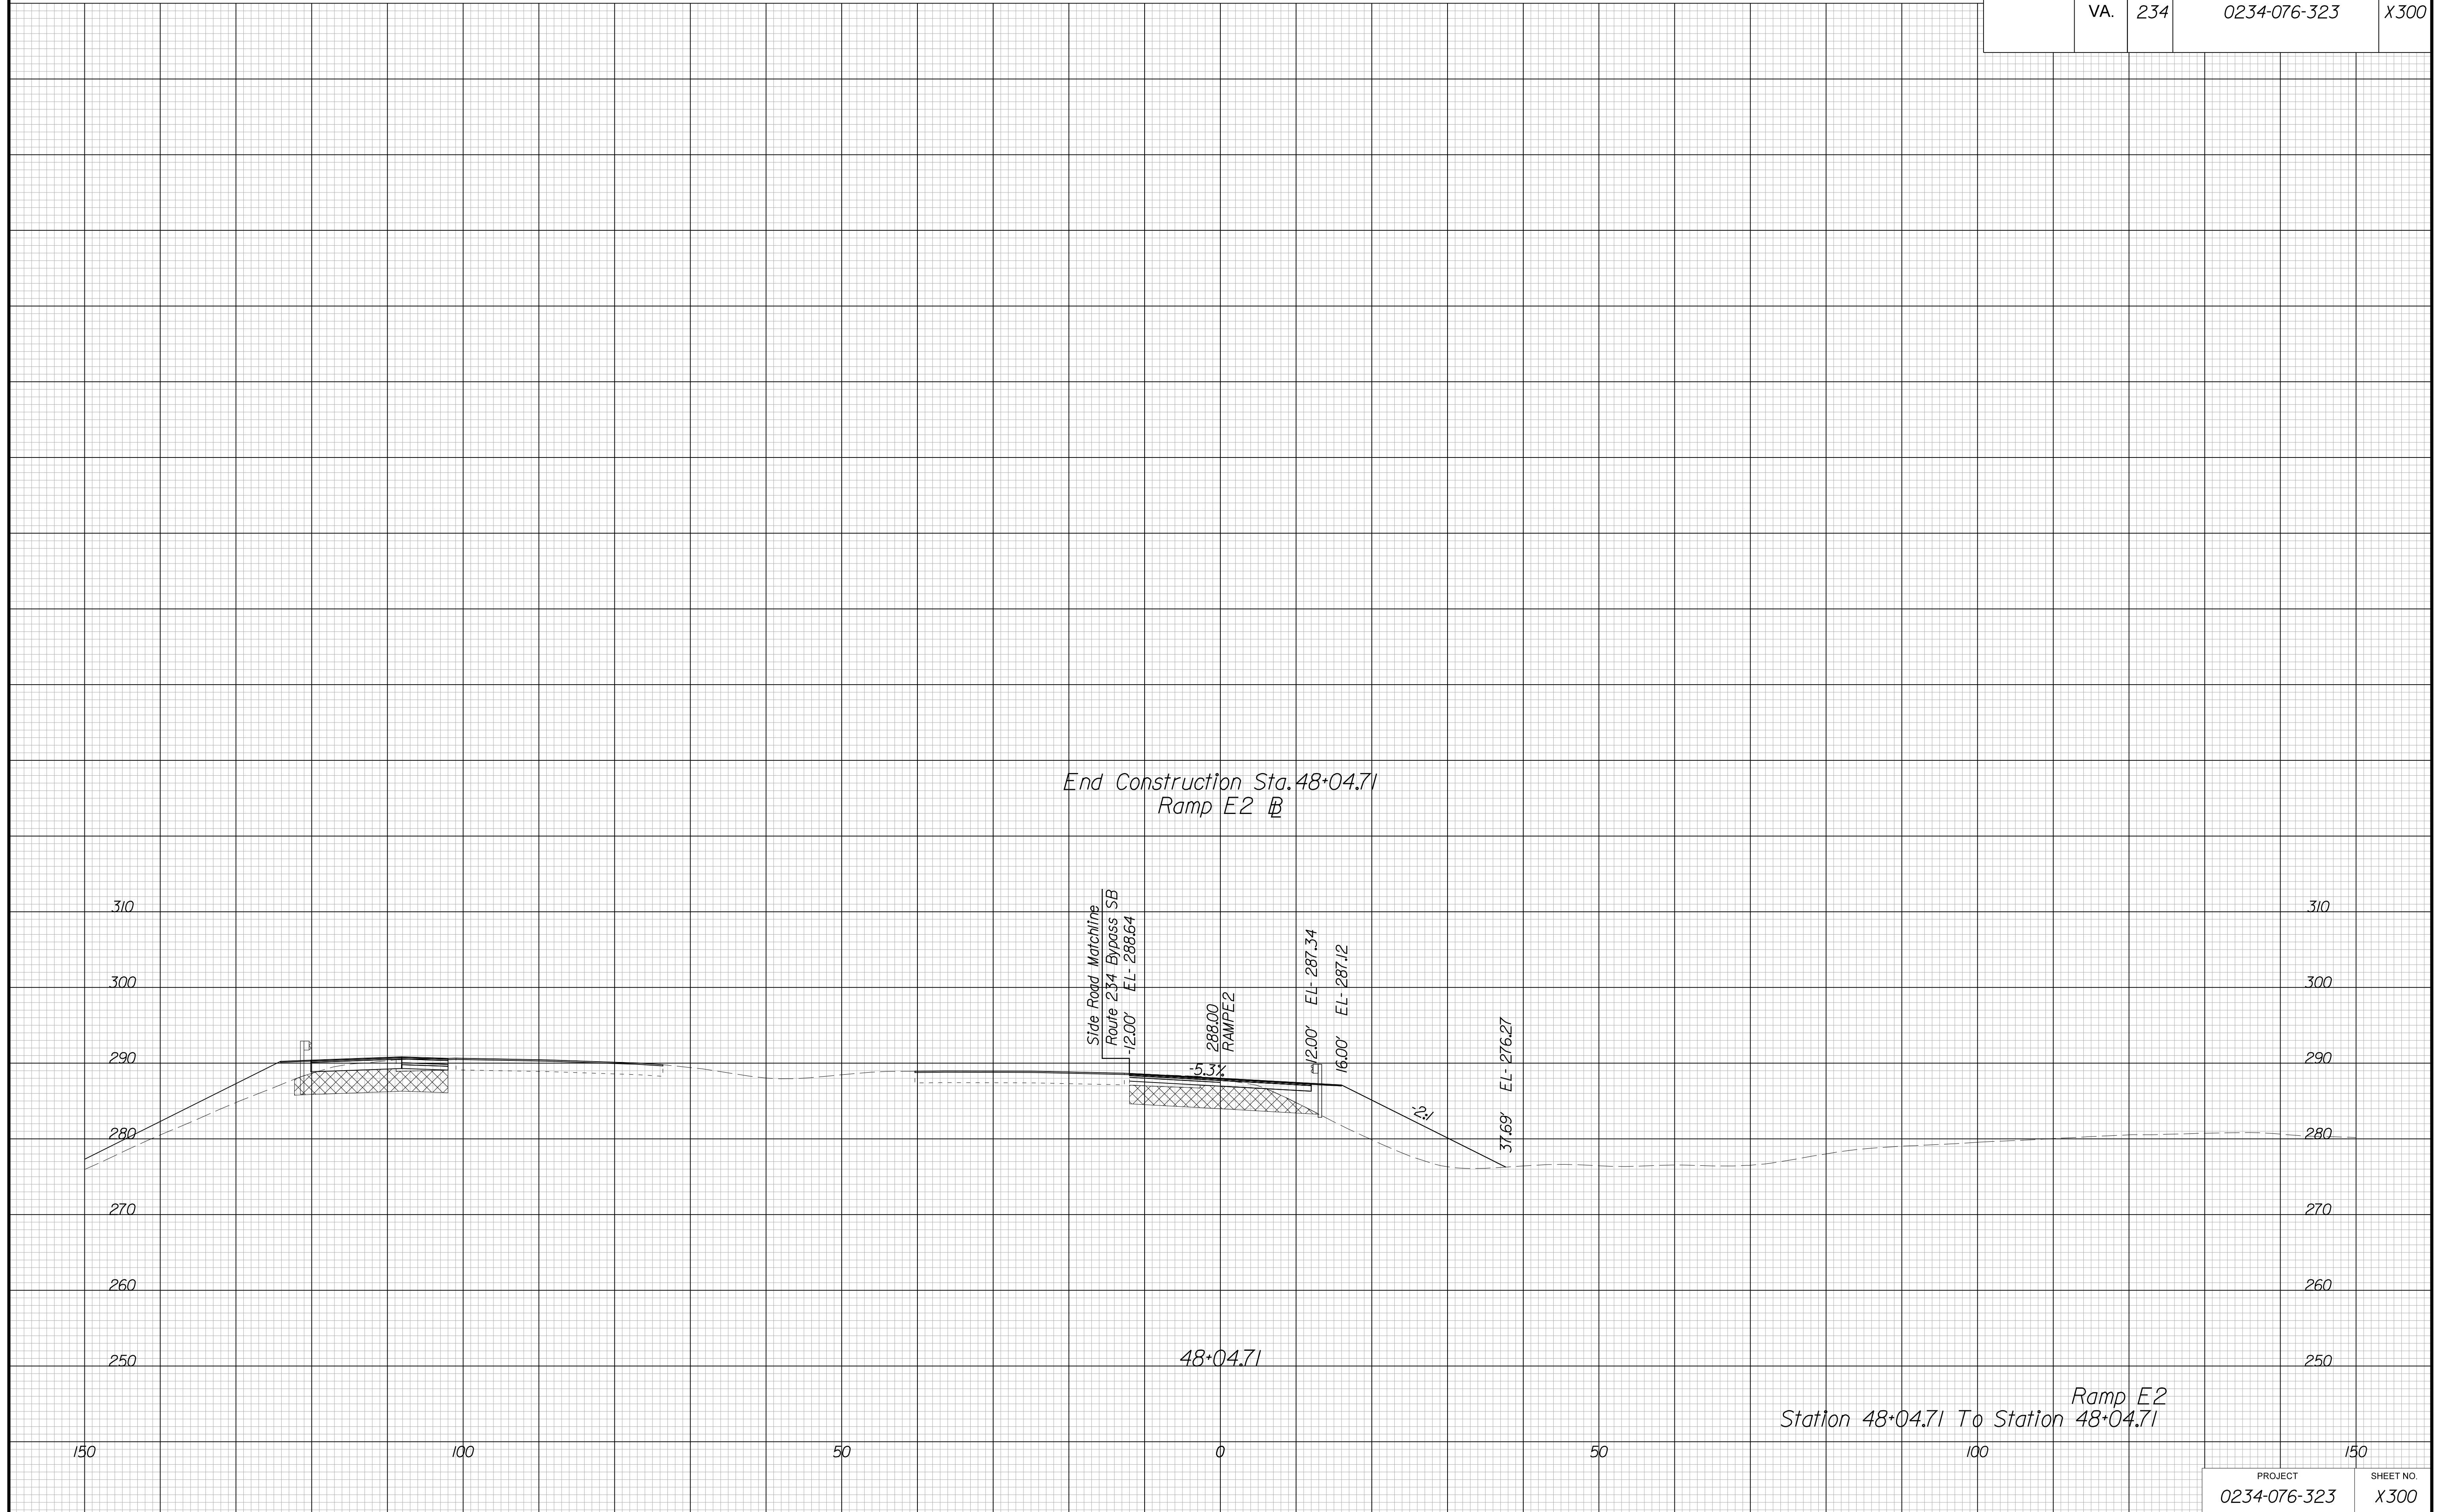 VA. 234 0234-076-323 X300
End Construction Sta. 48+04.71
Ramp E2 BL
Side Road Matchline
Route 234 Bypass SB
-12.00' EL- 288.64
288.00
RAMPE2
12.00' EL- 287.34
16.00' EL- 287.12
37.69' EL- 276.27
-5.3%
-2:1
310 310
300 300
290 290
280 280
270 270
260 260
250 250
48+04.71
Ramp E2
Station 48+04.71 To Station 48+04.71
150 100 50 0 50 100 150
PROJECT SHEET NO.
0234-076-323 X300